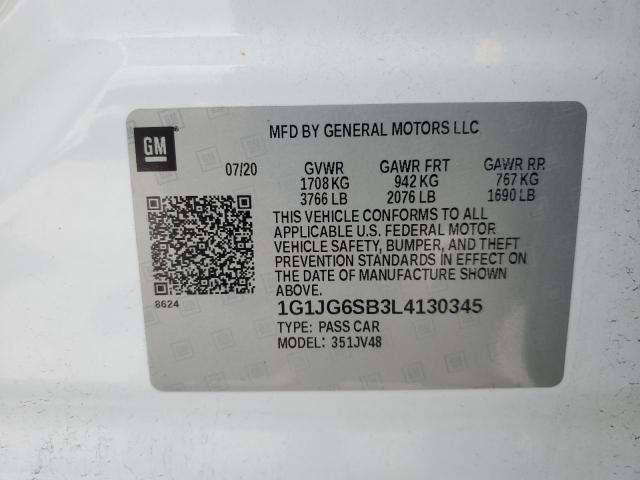 GM
MFD BY GENERAL MOTORS LLC
07/20 GVWR GAWR FRT GAWR RR
1708 KG 942 KG 767 KG
3766 LB 2076 LB 1690 LB
THIS VEHICLE CONFORMS TO ALL
APPLICABLE U.S. FEDERAL MOTOR
VEHICLE SAFETY, BUMPER, AND THEFT
PREVENTION STANDARDS IN EFFECT ON
THE DATE OF MANUFACTURE SHOWN
ABOVE.
8624
1G1JG6SB3L4130345
TYPE: PASS CAR
MODEL: 351JV48